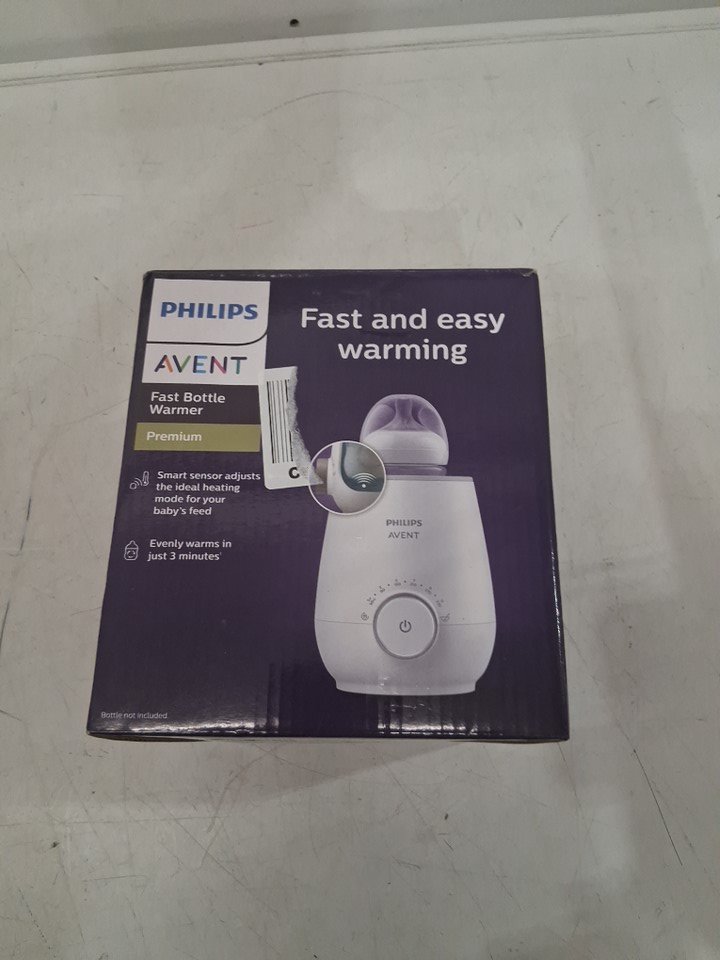 PHILIPS
AVENT
Fast Bottle
Warmer
Premium
Smart sensor adjusts
the ideal heating
mode for your
baby's feed
Evenly warms in
just 3 minutes
Fast and easy
warming
C
PHILIPS
AVENT
Bottle not included.